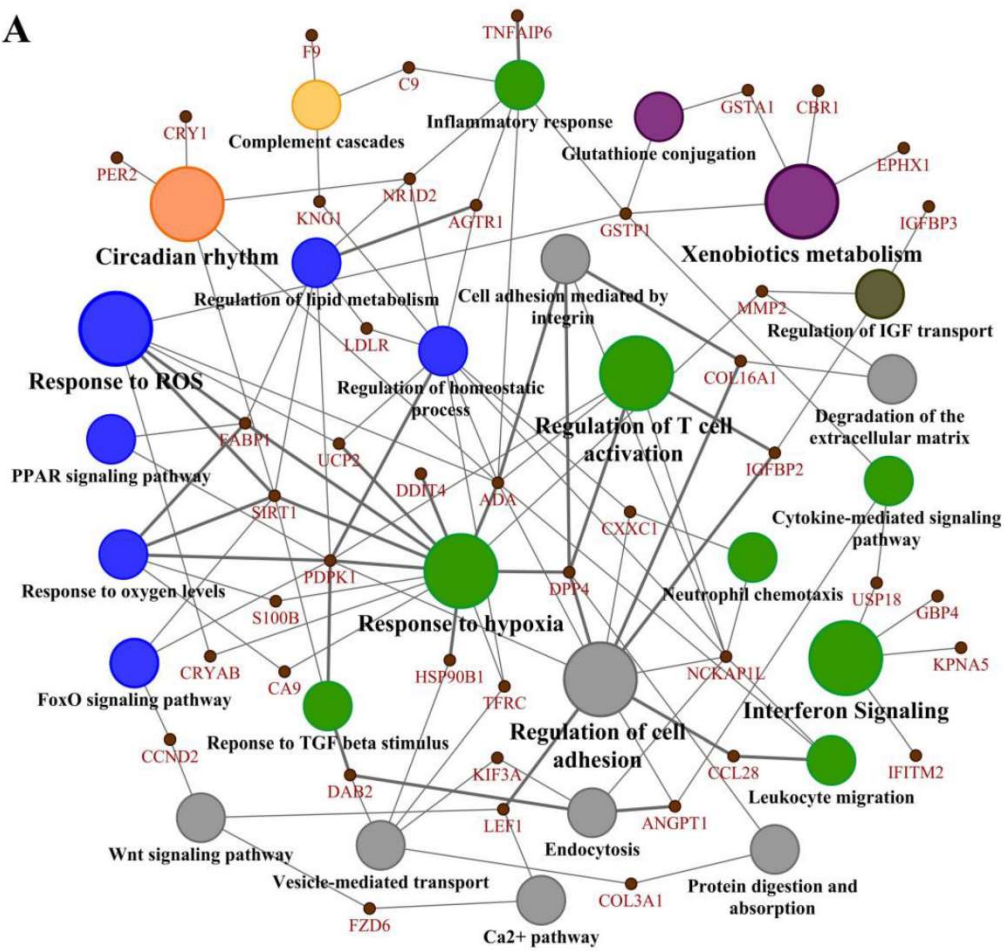 A
TNFAIP6
F9
C9
Inflammatory response
GSTA1
CBR1
CRY1
Complement cascades
Glutathione conjugation
PER2
EPHX1
NR1D2
KNG1
AGTR1
IGFBP3
GSTP1
Circadian rhythm
Xenobiotics metabolism
Regulation of lipid metabolism
Cell adhesion mediated by
integrin
MMP2
Regulation of IGF transport
LDLR
Response to ROS
Regulation of homeostatic
process
COL16A1
Degradation of the
extracellular matrix
Regulation of T cell
activation
FABP1
UCP2
IGFBP2
PPAR signaling pathway
DDIT4
ADA
SIRT1
CXXC1
Cytokine-mediated signaling
pathway
Response to oxygen levels
PDPK1
DPP4
Neutrophil chemotaxis
USP18
S100B
Response to hypoxia
GBP4
KPNA5
CRYAB
CA9
HSP90B1
NCKAP1L
FoxO signaling pathway
TFRC
Interferon Signaling
Reponse to TGF beta stimulus
Regulation of cell
adhesion
CCND2
KIF3A
CCL28
IFITM2
DAB2
Leukocyte migration
LEF1
ANGPT1
Endocytosis
Wnt signaling pathway
Vesicle-mediated transport
Protein digestion and
absorption
COL3A1
FZD6
Ca2+ pathway